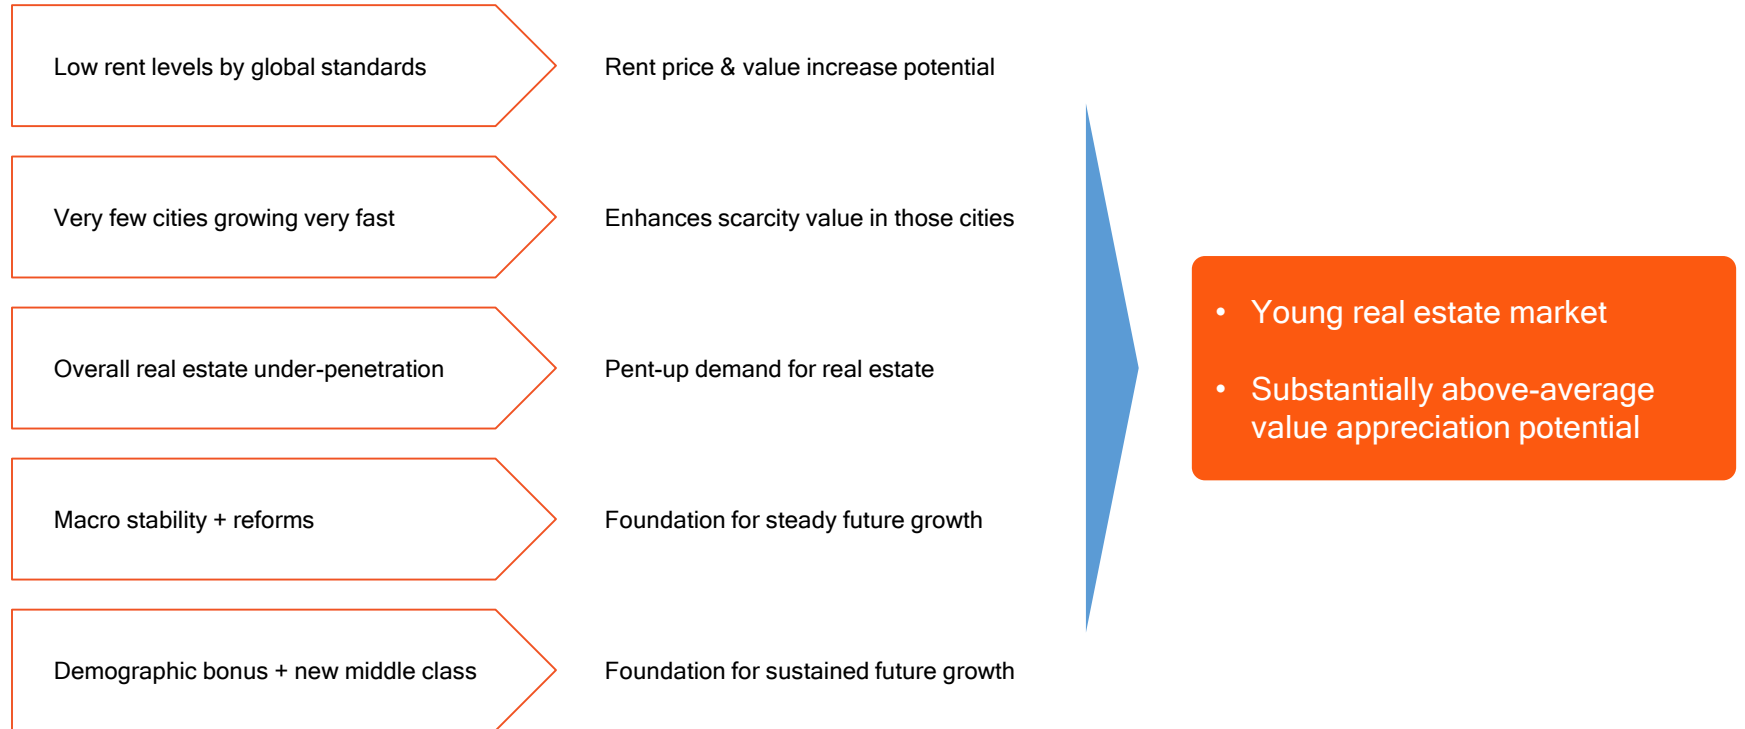 Low rent levels by global standards
Rent price & value increase potential
Very few cities growing very fast
Enhances scarcity value in those cities
Overall real estate under-penetration
Pent-up demand for real estate
Macro stability + reforms
Foundation for steady future growth
Demographic bonus + new middle class
Foundation for sustained future growth
• Young real estate market
• Substantially above-average
value appreciation potential